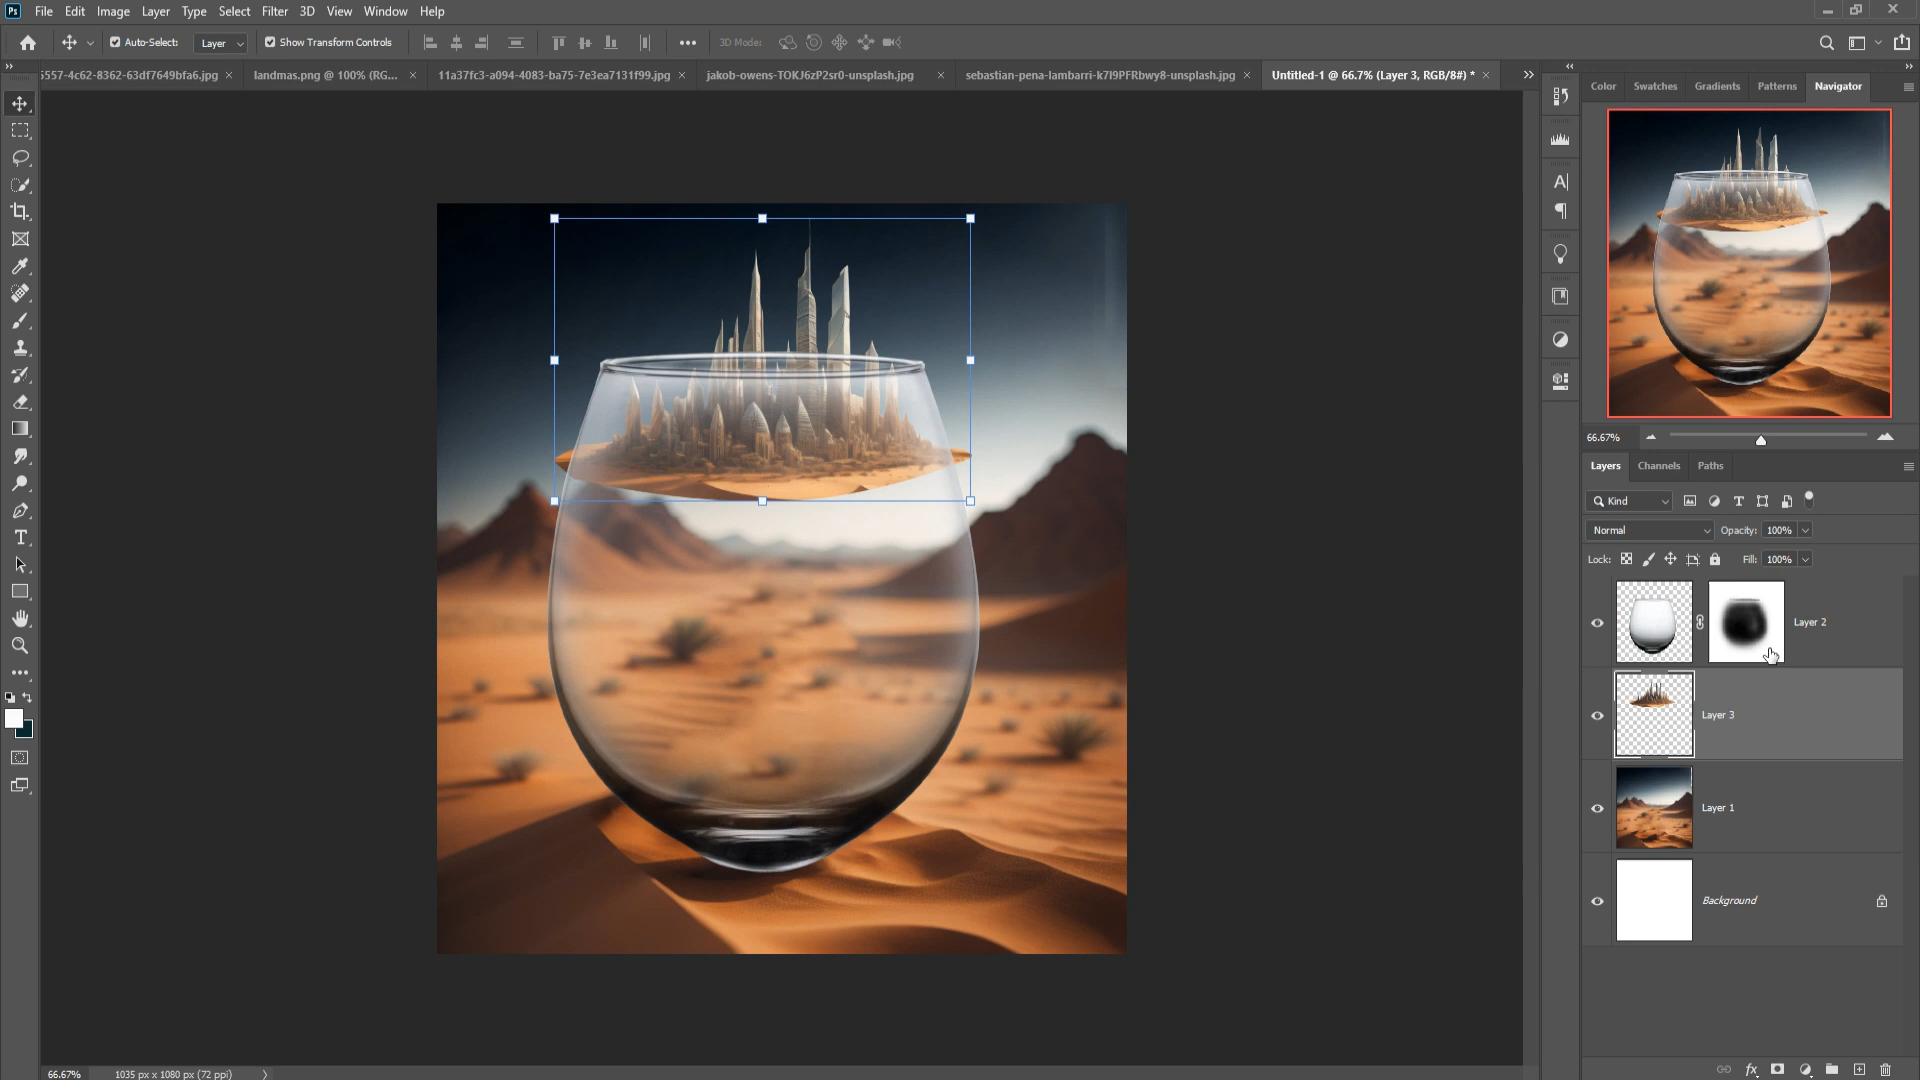 Ps File Edit Image Layer Type Select Filter 3D View Window Help
Auto-Select: Layer Show Transform Controls 3D Mode:
5557-4c62-8362-63df7649bfa6.jpg landmas.png @ 100% (RG... 11a37fc3-a094-4083-ba75-7e3ea7131f99.jpg jakob-owens-TOKJ6zP2sr0-unsplash.jpg sebastian-pena-lambarri-k7I9PFRbwy8-unsplash.jpg Untitled-1 @ 66.7% (Layer 3, RGB/8#) *
Color Swatches Gradients Patterns Navigator
66.67%
Layers Channels Paths
Kind
Normal Opacity: 100%
Lock: Fill: 100%
Layer 2
Layer 3
Layer 1
Background
66.67% 1035 px x 1080 px (72 ppi)